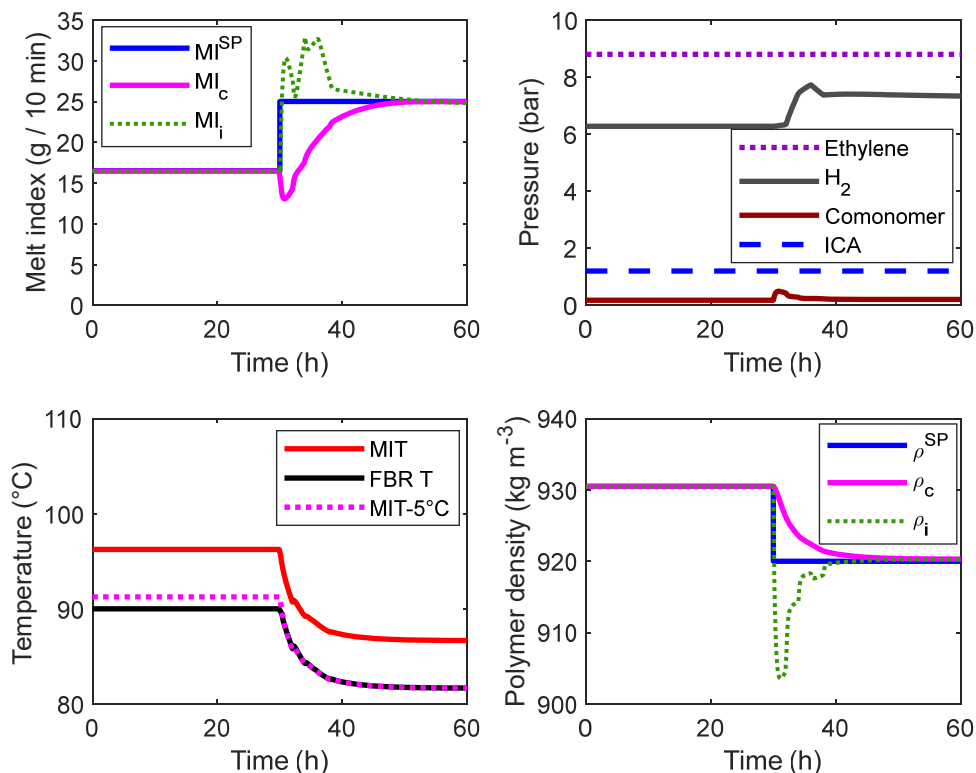 Melt index (g / 10 min)
35
30
25
20
15
10
5
0
0 20 40 60
Time (h)
MI^SP
MI_c
MI_i
Pressure (bar)
10
8
6
4
2
0
0 20 40 60
Time (h)
Ethylene
H_2
Comonomer
ICA
Temperature (°C)
110
100
90
80
0 20 40 60
Time (h)
MIT
FBR T
MIT-5°C
Polymer density (kg m^-3)
930
920
910
900
0 20 40 60
Time (h)
ρ^SP
ρ_c
ρ_i